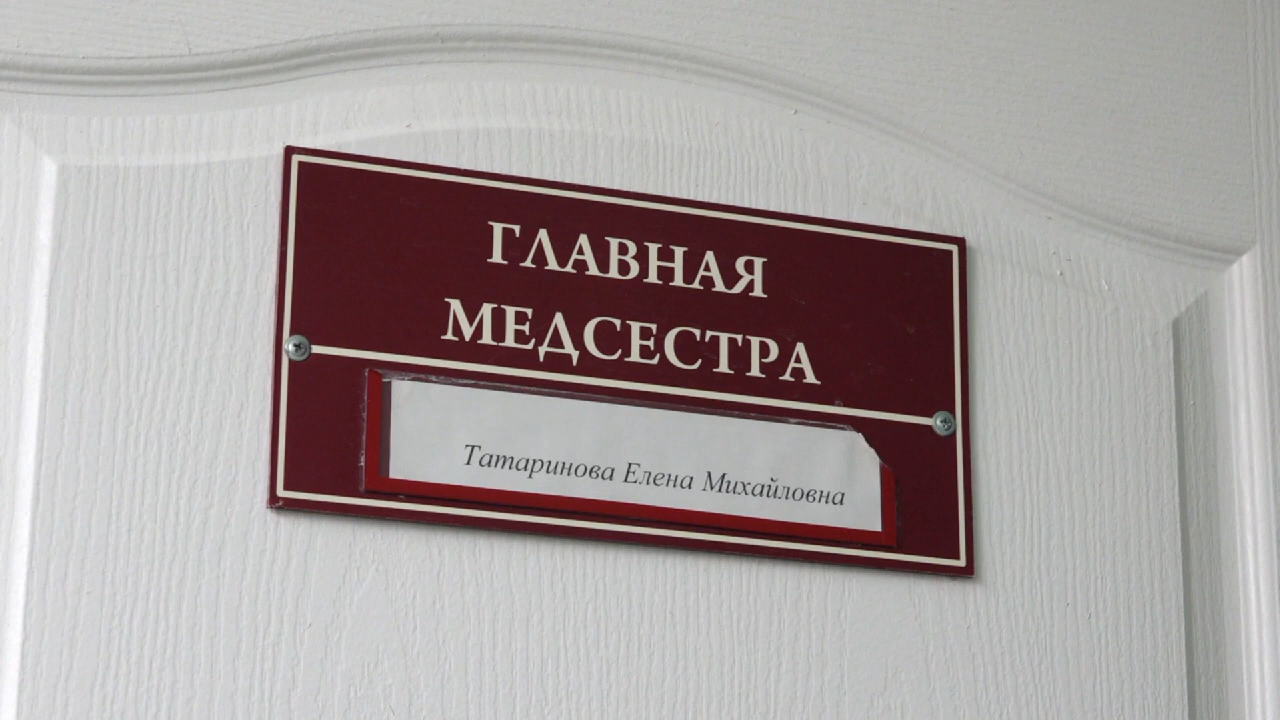 ГЛАВНАЯ
МЕДСЕСТРА
Татаринова Елена Михайловна